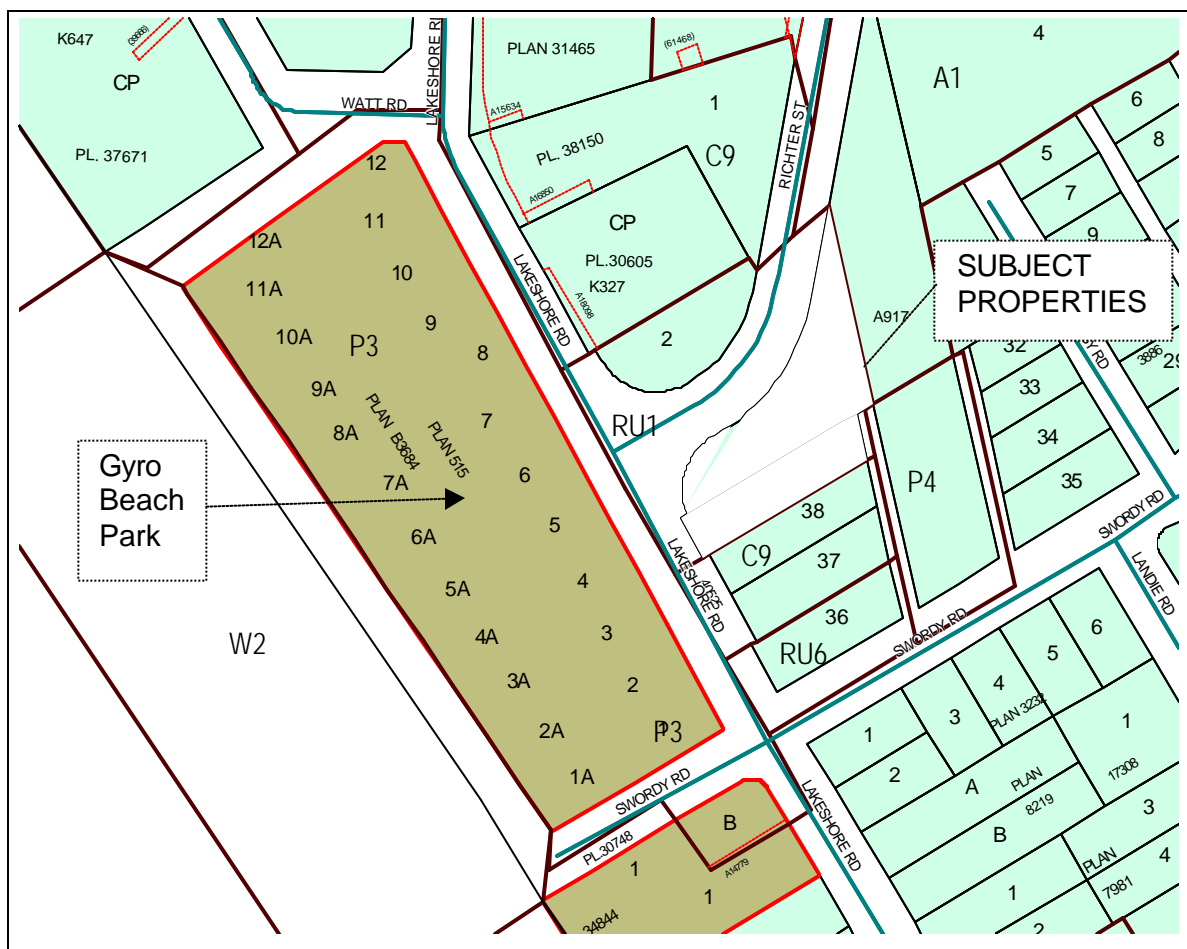 K647
(39686)
CP
PL. 37671
WATT RD
LAKESHORE RD
PLAN 31465
(61468)
A15634
1
PL. 38150
C9
A16850
RICHTER ST
CP
PL.30605
K327
A18098
2
LAKESHORE RD
4
A1
6
5
8
7
9
SUBJECT
PROPERTIES
A917
32
33
34
35
3886
29
P4
RU1
12
11
12A
11A
10
10A
P3
9
8
9A
8A
7
PLAN B3684
PLAN 515
7A
6
6A
5
5A
4
4A
3
3A
2
2A
P3
1A
Gyro
Beach
Park
W2
38
C9
37
36
RU6
40625
LAKESHORE RD
SWORDY RD
SWORDY RD
LANDIE RD
SWORDY RD
PL.30748
B
A14779
1
1
34844
LAKESHORE RD
1
2
3
4
5
6
PLAN 3232
A
PLAN
8219
B
1
17308
3
PLAN
7981
4
1
2